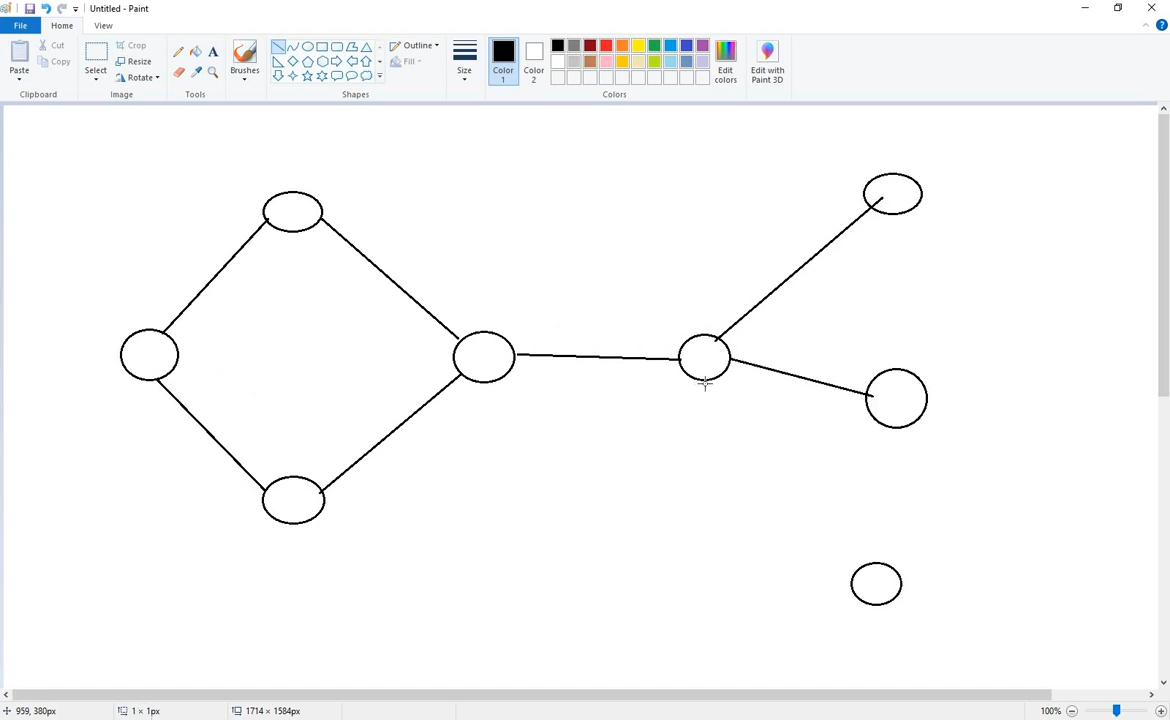 Untitled - Paint
File Home View
Paste
Cut
Copy
Clipboard
Select
Crop
Resize
Rotate
Image
Tools
Brushes
Outline
Fill
Shapes
Size
Color 1
Color 2
Edit colors
Colors
Edit with Paint 3D
959, 380px
1 × 1px
1714 × 1584px
100%